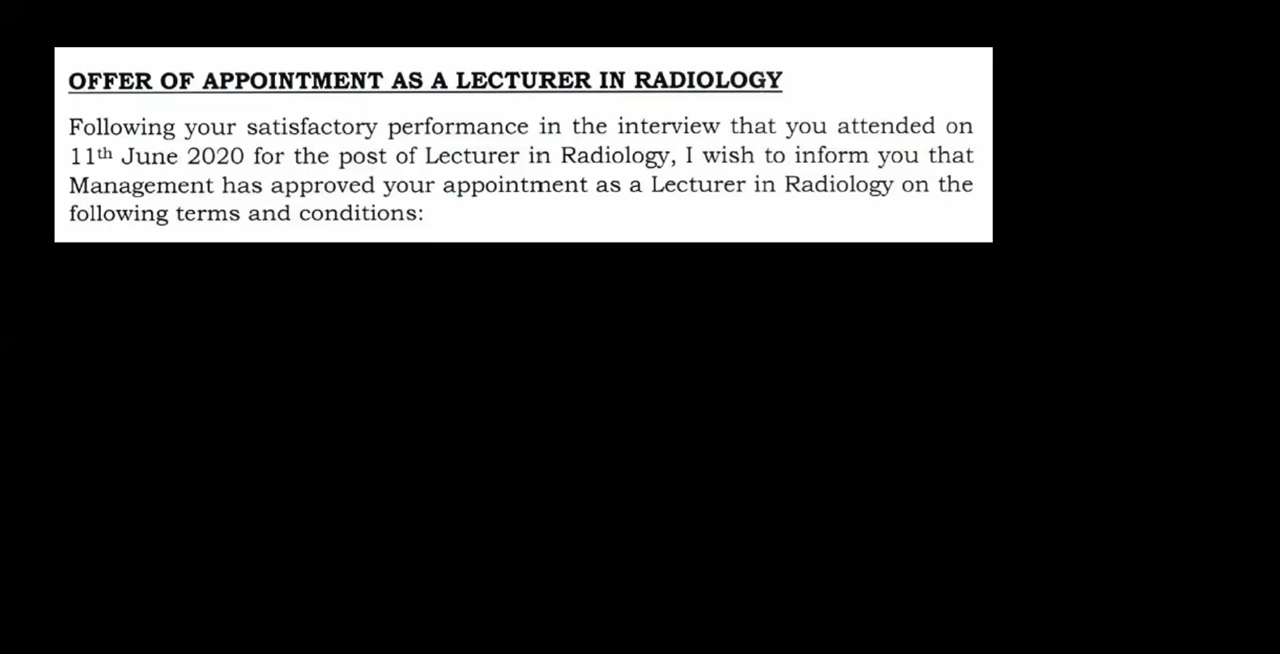 OFFER OF APPOINTMENT AS A LECTURER IN RADIOLOGY
Following your satisfactory performance in the interview that you attended on
11th June 2020 for the post of Lecturer in Radiology, I wish to inform you that
Management has approved your appointment as a Lecturer in Radiology on the
following terms and conditions: